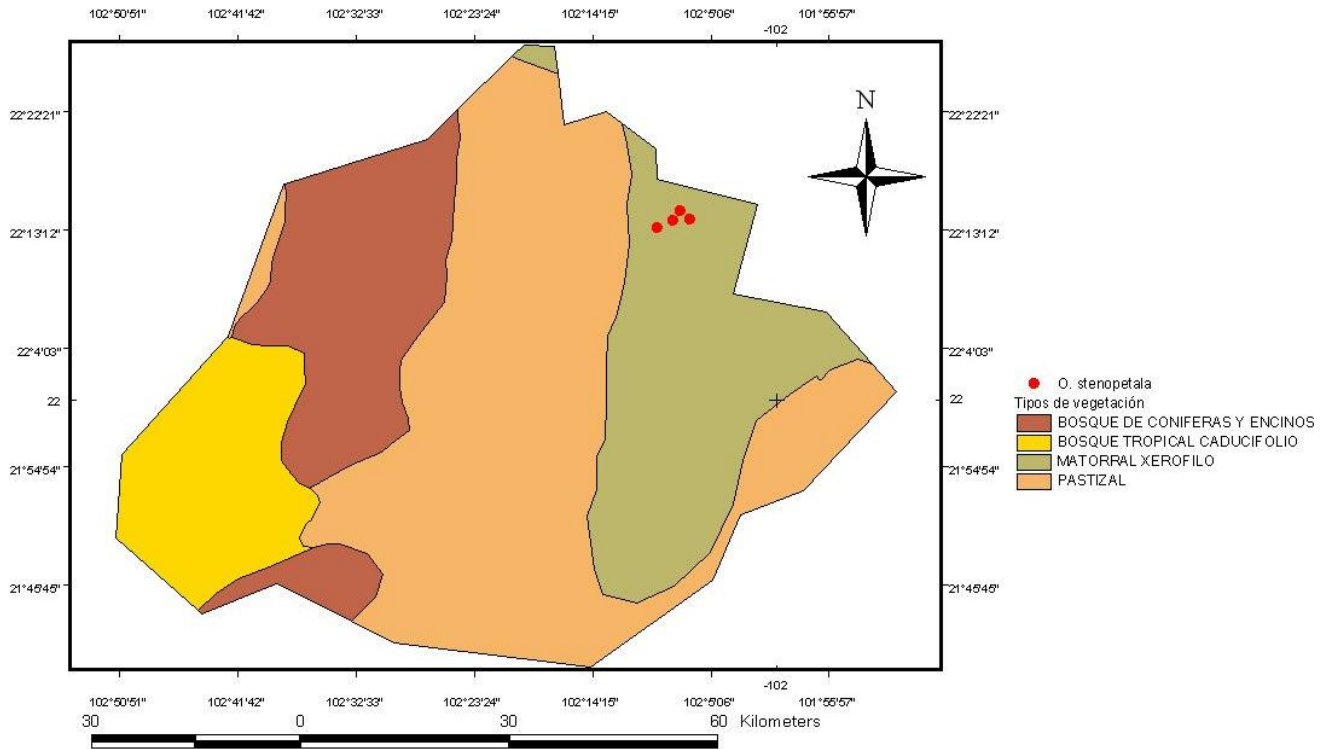 102°50'51" 102°41'42" 102°32'33" 102°23'24" 102°14'15" 102°5'06" -102 101°55'57"
N
22°22'21" 22°22'21"
22°13'12" 22°13'12"
22°4'03" 22°4'03"
22 22
21°54'54" 21°54'54"
21°45'45" 21°45'45"
O. stenopetala
Tipos de vegetación
BOSQUE DE CONIFERAS Y ENCINOS
BOSQUE TROPICAL CADUCIFOLIO
MATORRAL XEROFILO
PASTIZAL
102°50'51" 102°41'42" 102°32'33" 102°23'24" 102°14'15" 102°5'06" -102 101°55'57"
30 0 30 60 Kilometers